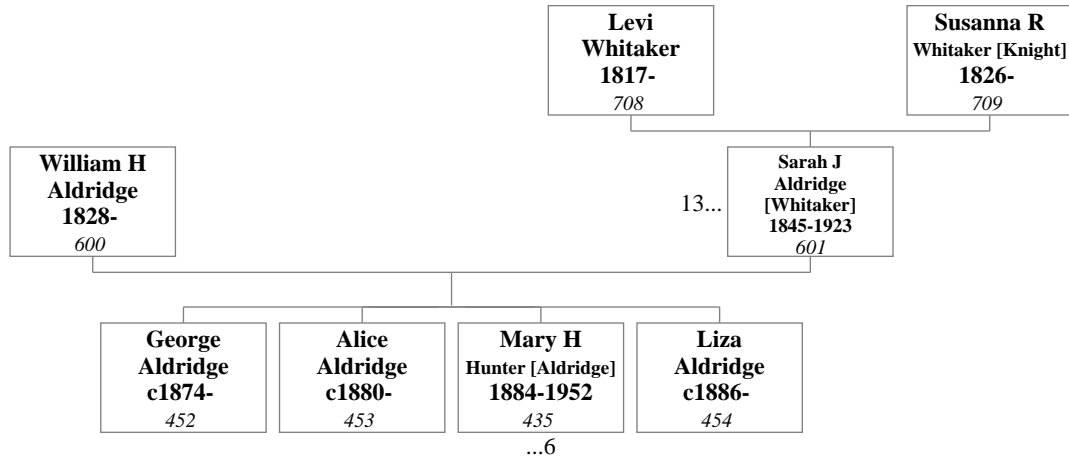 Levi
Whitaker
1817-
708
Susanna R
Whitaker [Knight]
1826-
709
William H
Aldridge
1828-
600
13...
Sarah J
Aldridge
[Whitaker]
1845-1923
601
George
Aldridge
c1874-
452
Alice
Aldridge
c1880-
453
Mary H
Hunter [Aldridge]
1884-1952
435
Liza
Aldridge
c1886-
454
...6